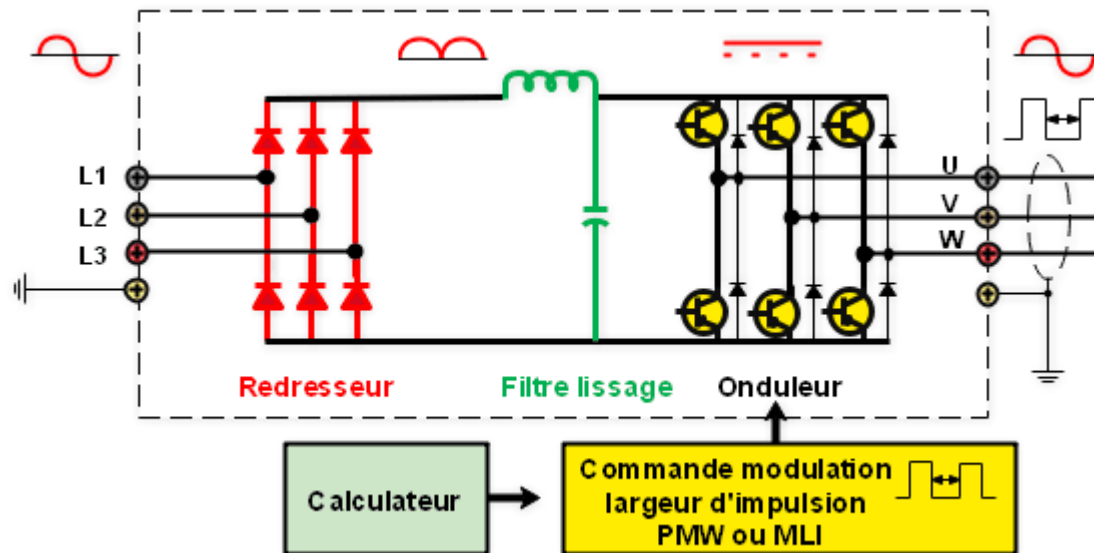 L1
L2
L3
U
V
W
Redresseur
Filtre lissage
Onduleur
Calculateur
Commande modulation
largeur d'impulsion
PMW ou MLI